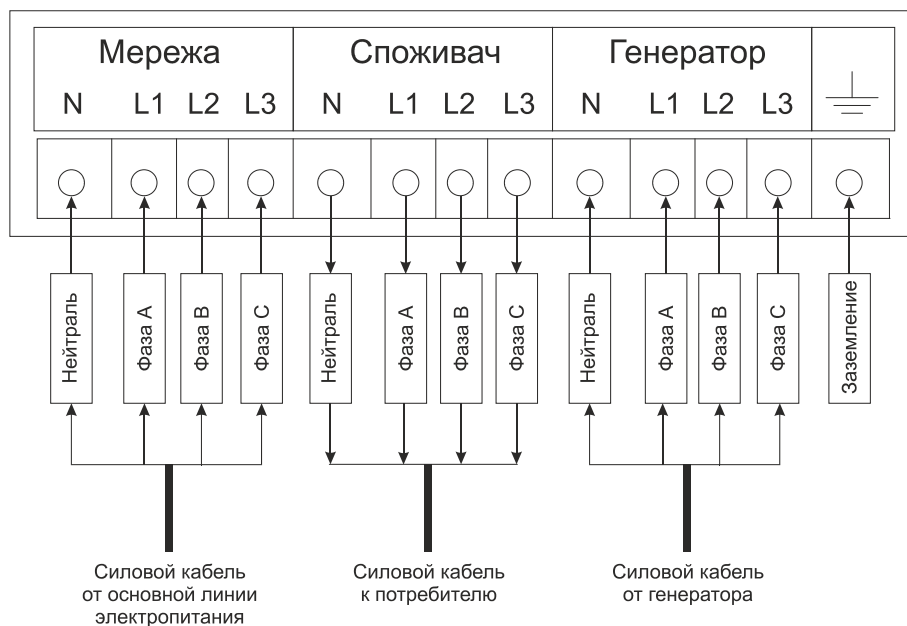 Мережа Споживач Генератор
N L1 L2 L3 N L1 L2 L3 N L1 L2 L3
Нейтраль Фаза А Фаза В Фаза С Нейтраль Фаза А Фаза В Фаза С Нейтраль Фаза А Фаза В Фаза С Заземление
Силовой кабель
от основной линии
электропитания
Силовой кабель
к потребителю
Силовой кабель
от генератора